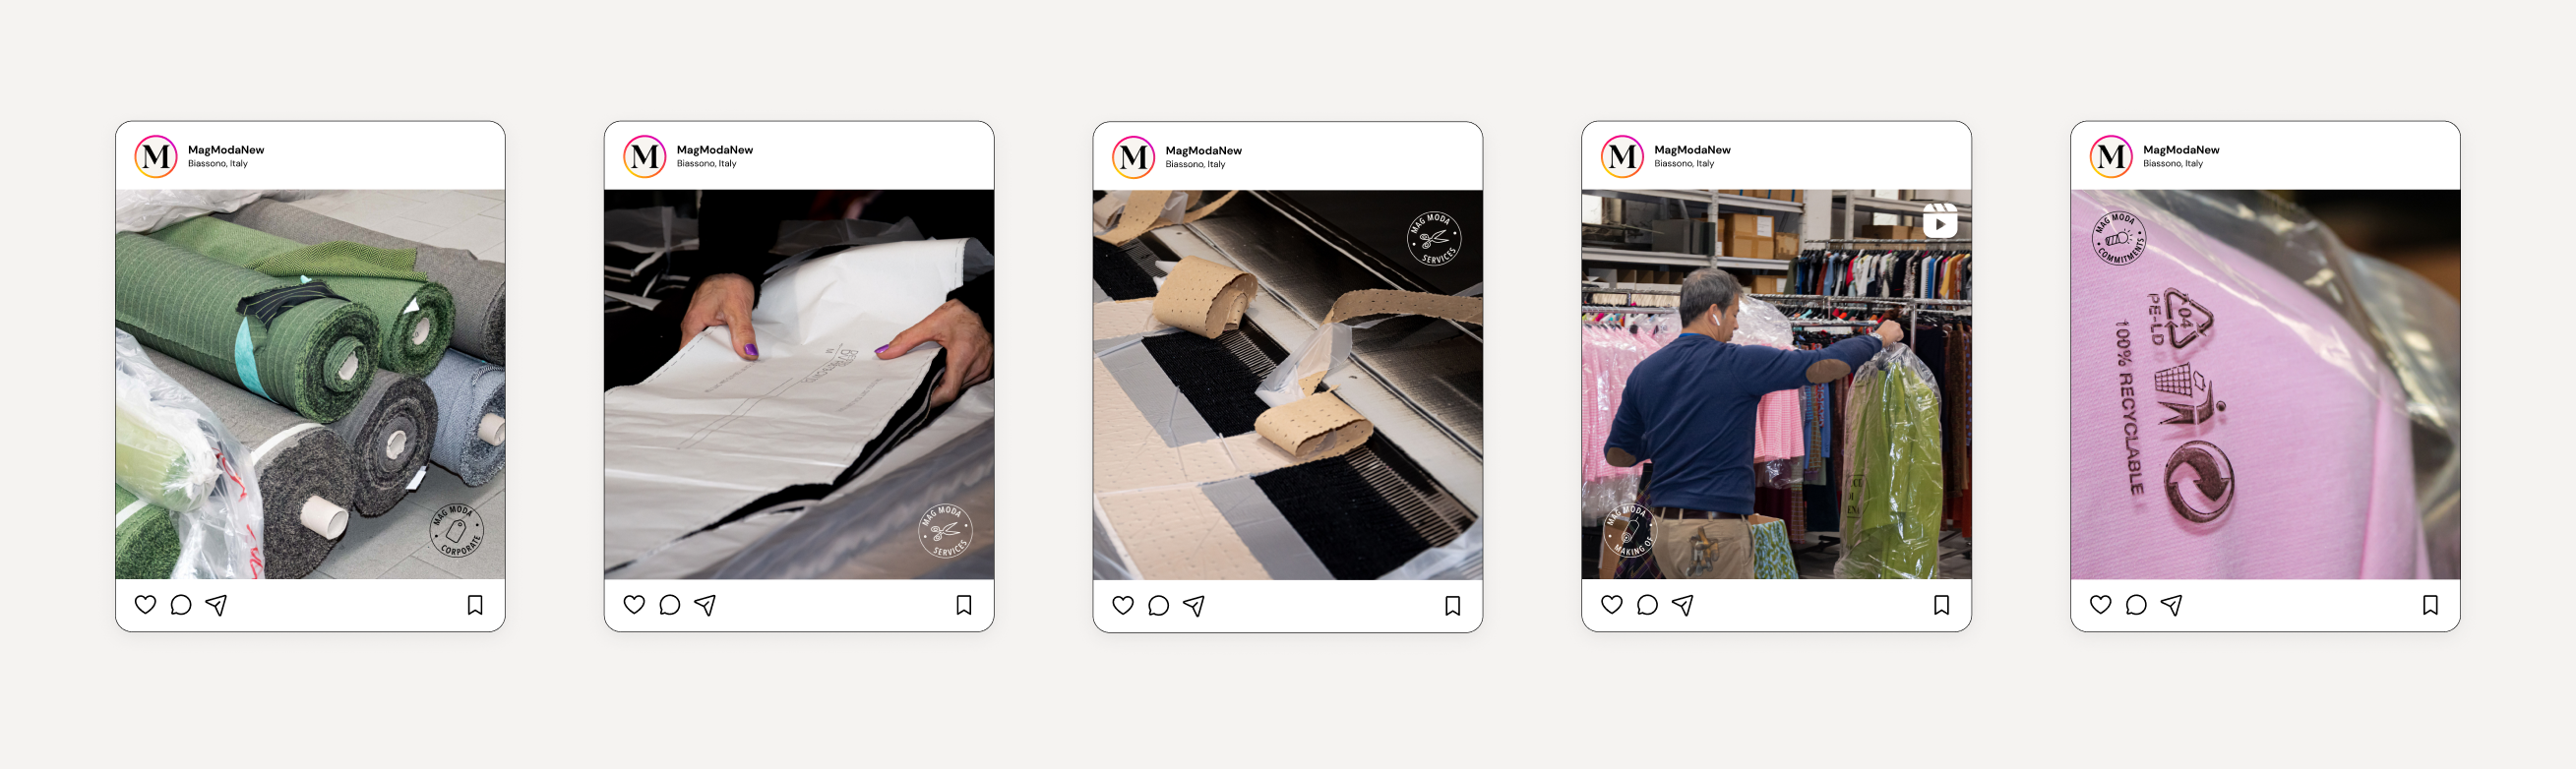 M
MagModaNew
Biassono, Italy
MAG MODA
CORPORATE
M
MagModaNew
Biassono, Italy
MAG MODA
SERVICES
M
MagModaNew
Biassono, Italy
MAG MODA
SERVICES
M
MagModaNew
Biassono, Italy
MAG MODA
MAKING OF
M
MagModaNew
Biassono, Italy
MAG MODA
COMMITMENTS
04
PE-LD
100% RECYCLABLE